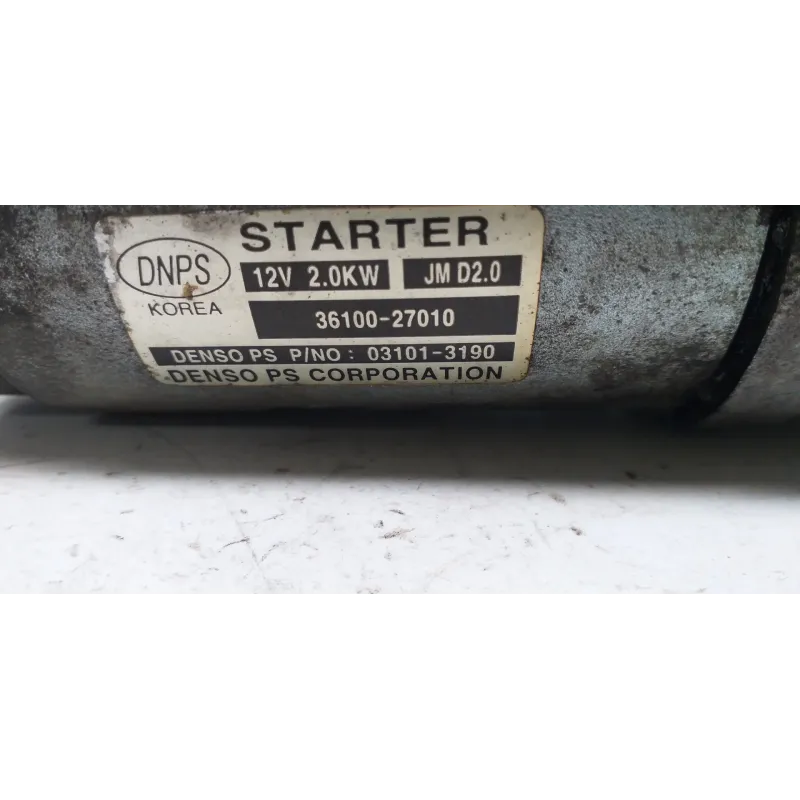 STARTER
DNPS
KOREA
12V 2.0KW JM D2.0
36100-27010
DENSO PS P/NO : 03101-3190
DENSO PS CORPORATION